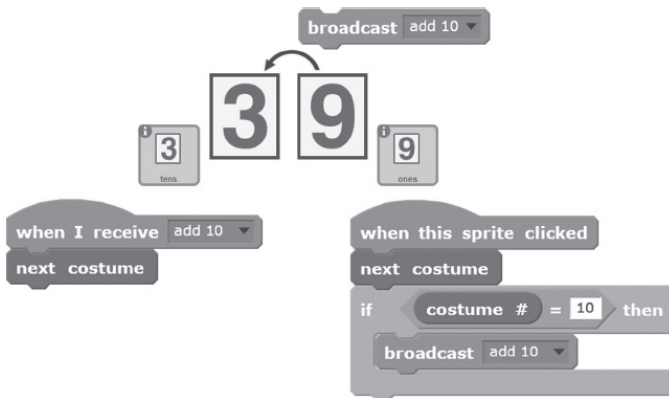 broadcast add 10
3 9
i 3 tens
i 9 ones
when I receive add 10
next costume
when this sprite clicked
next costume
if costume # = 10 then
broadcast add 10